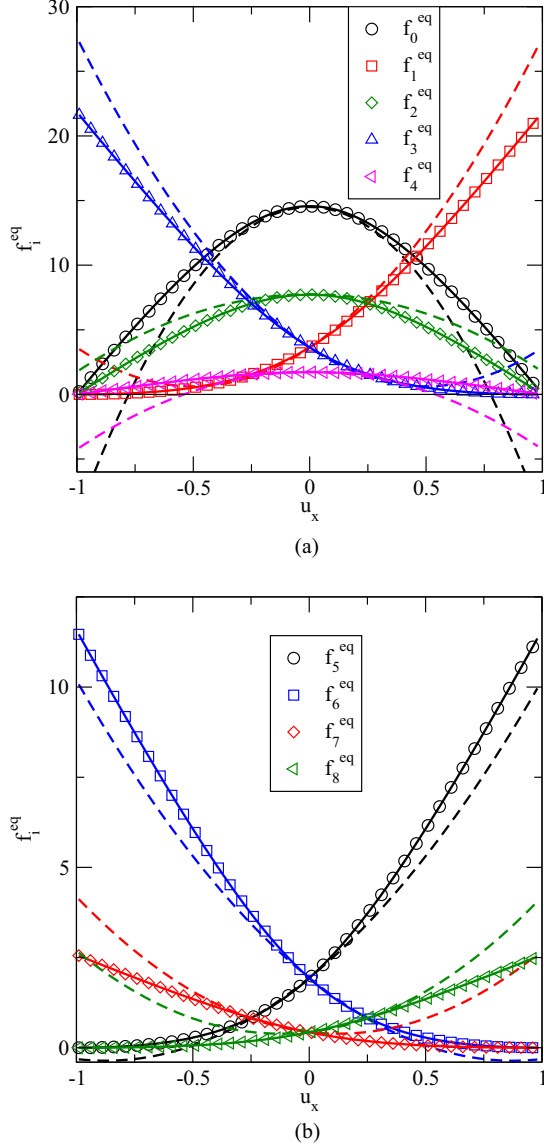 30
20
10
0
f_i^eq
f_0^eq
f_1^eq
f_2^eq
f_3^eq
f_4^eq
-1 -0.5 0 0.5 1
u_x
(a)
10
5
0
f_i^eq
f_5^eq
f_6^eq
f_7^eq
f_8^eq
-1 -0.5 0 0.5 1
u_x
(b)